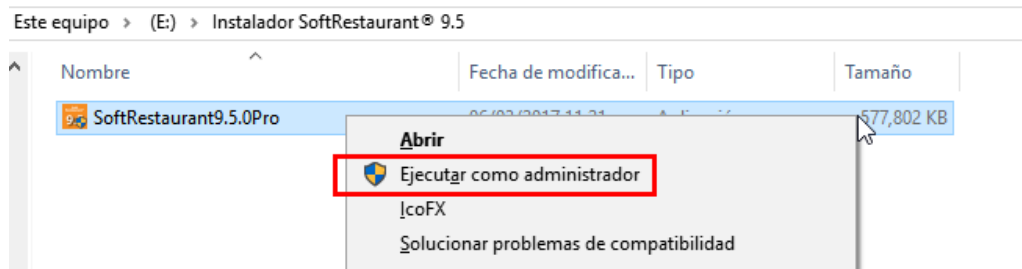 Este equipo > (E:) > Instalador SoftRestaurant® 9.5
Nombre Fecha de modifica... Tipo Tamaño
SoftRestaurant9.5.0Pro 577,802 KB
Abrir
Ejecutar como administrador
IcoFX
Solucionar problemas de compatibilidad